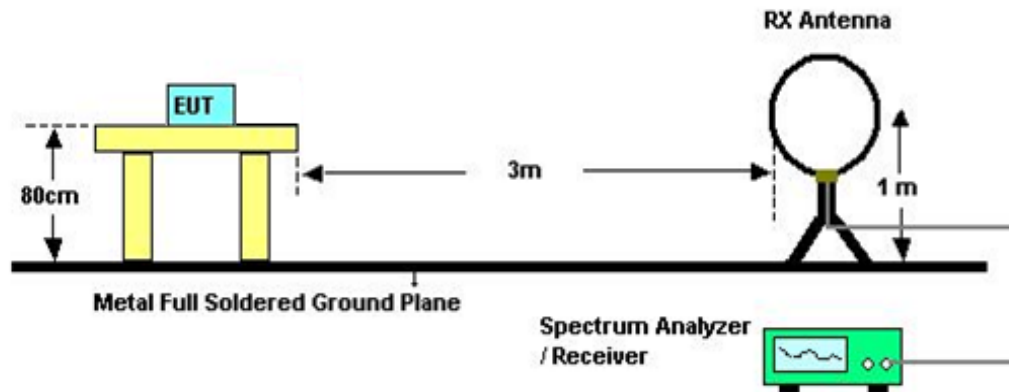 RX Antenna
EUT
3m
80cm
1 m
Metal Full Soldered Ground Plane
Spectrum Analyzer
/ Receiver